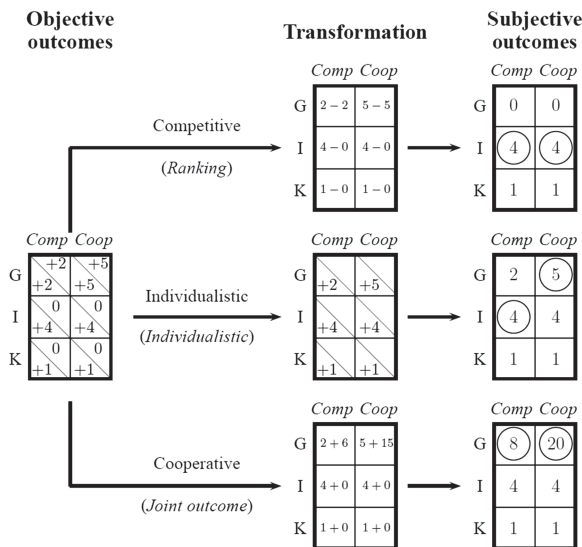 Objective
outcomes
Transformation
Subjective
outcomes
Comp Coop
Comp Coop
G 2 − 2 5 − 5
G 0 0
Competitive
(Ranking)
I 4 − 0 4 − 0
I 4 4
K 1 − 0 1 − 0
K 1 1
Comp Coop
Comp Coop
Comp Coop
G +2 +5
+2 +5
I 0 0
+4 +4
K 0 0
+1 +1
Individualistic
(Individualistic)
G +2 +5
I +4 +4
K +1 +1
G 2 5
I 4 4
K 1 1
Comp Coop
Comp Coop
G 2 + 6 5 + 15
G 8 20
Cooperative
(Joint outcome)
I 4 + 0 4 + 0
I 4 4
K 1 + 0 1 + 0
K 1 1